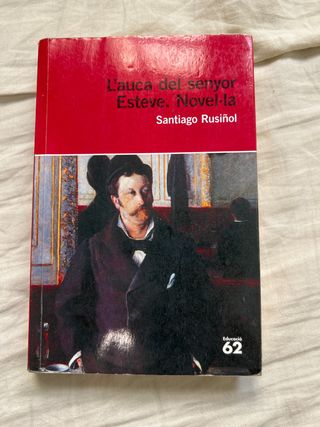 L'auca del senyor
Esteve. Novel·la
Santiago Rusiñol
Educació
62